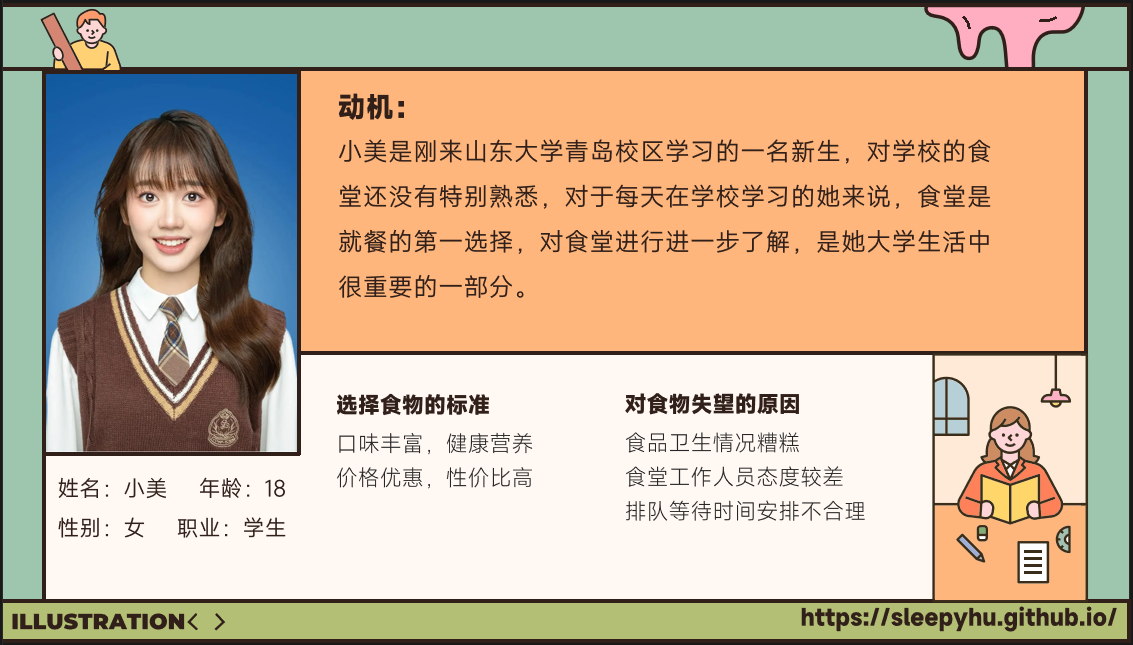 动机：
小美是刚来山东大学青岛校区学习的一名新生，对学校的食
堂还没有特别熟悉，对于每天在学校学习的她来说，食堂是
就餐的第一选择，对食堂进行进一步了解，是她大学生活中
很重要的一部分。
选择食物的标准
口味丰富，健康营养
价格优惠，性价比高
对食物失望的原因
食品卫生情况糟糕
食堂工作人员态度较差
排队等待时间安排不合理
姓名：小美 年龄：18
性别：女 职业：学生
ILLUSTRATION< >
https://sleepyhu.github.io/